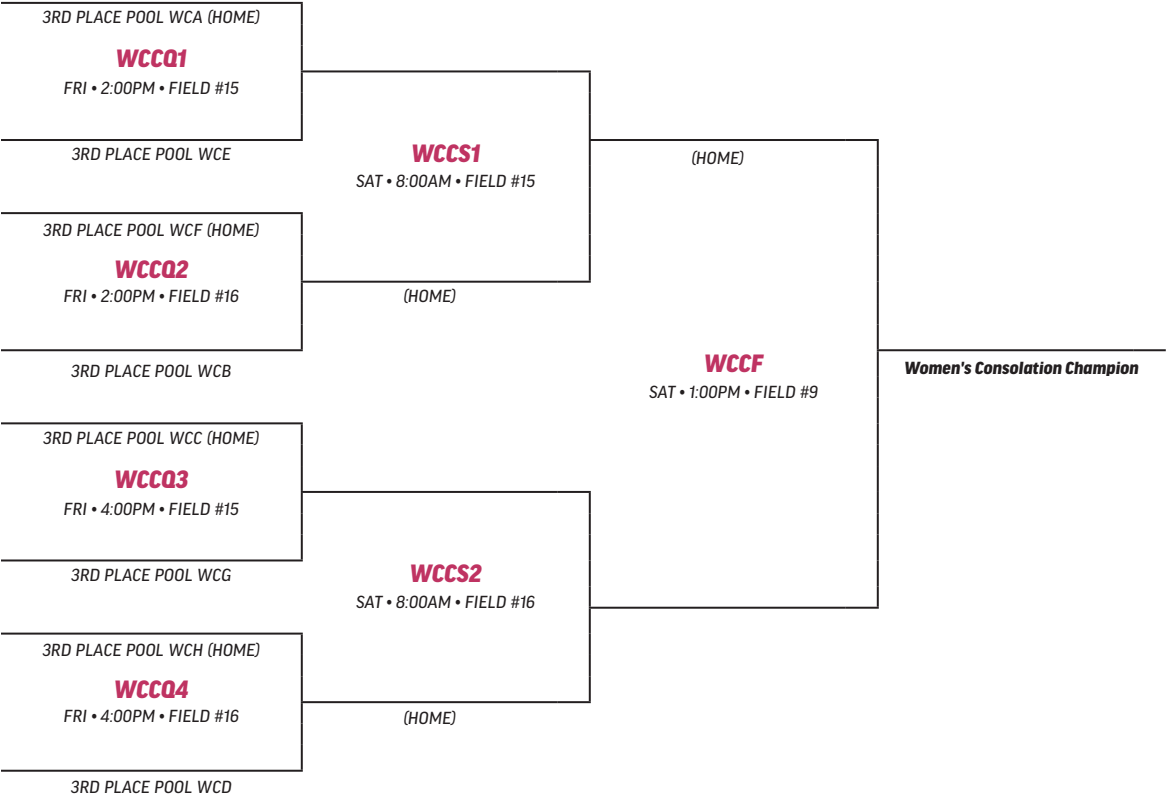 3RD PLACE POOL WCA (HOME)
WCCQ1
FRI • 2:00PM • FIELD #15
3RD PLACE POOL WCE
3RD PLACE POOL WCF (HOME)
WCCQ2
FRI • 2:00PM • FIELD #16
3RD PLACE POOL WCB
3RD PLACE POOL WCC (HOME)
WCCQ3
FRI • 4:00PM • FIELD #15
3RD PLACE POOL WCG
3RD PLACE POOL WCH (HOME)
WCCQ4
FRI • 4:00PM • FIELD #16
3RD PLACE POOL WCD
WCCS1
SAT • 8:00AM • FIELD #15
(HOME)
WCCS2
SAT • 8:00AM • FIELD #16
(HOME)
(HOME)
WCCF
SAT • 1:00PM • FIELD #9
Women's Consolation Champion